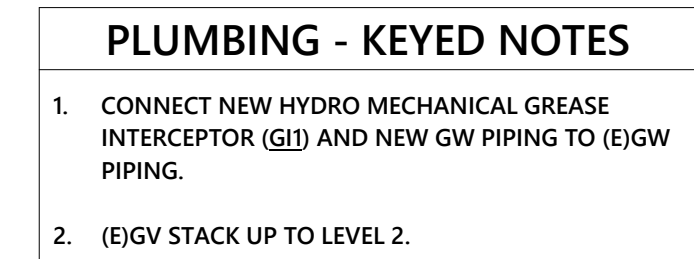 PLUMBING - KEYED NOTES
1. CONNECT NEW HYDRO MECHANICAL GREASE
INTERCEPTOR (GI1) AND NEW GW PIPING TO (E)GW
PIPING.
2. (E)GV STACK UP TO LEVEL 2.